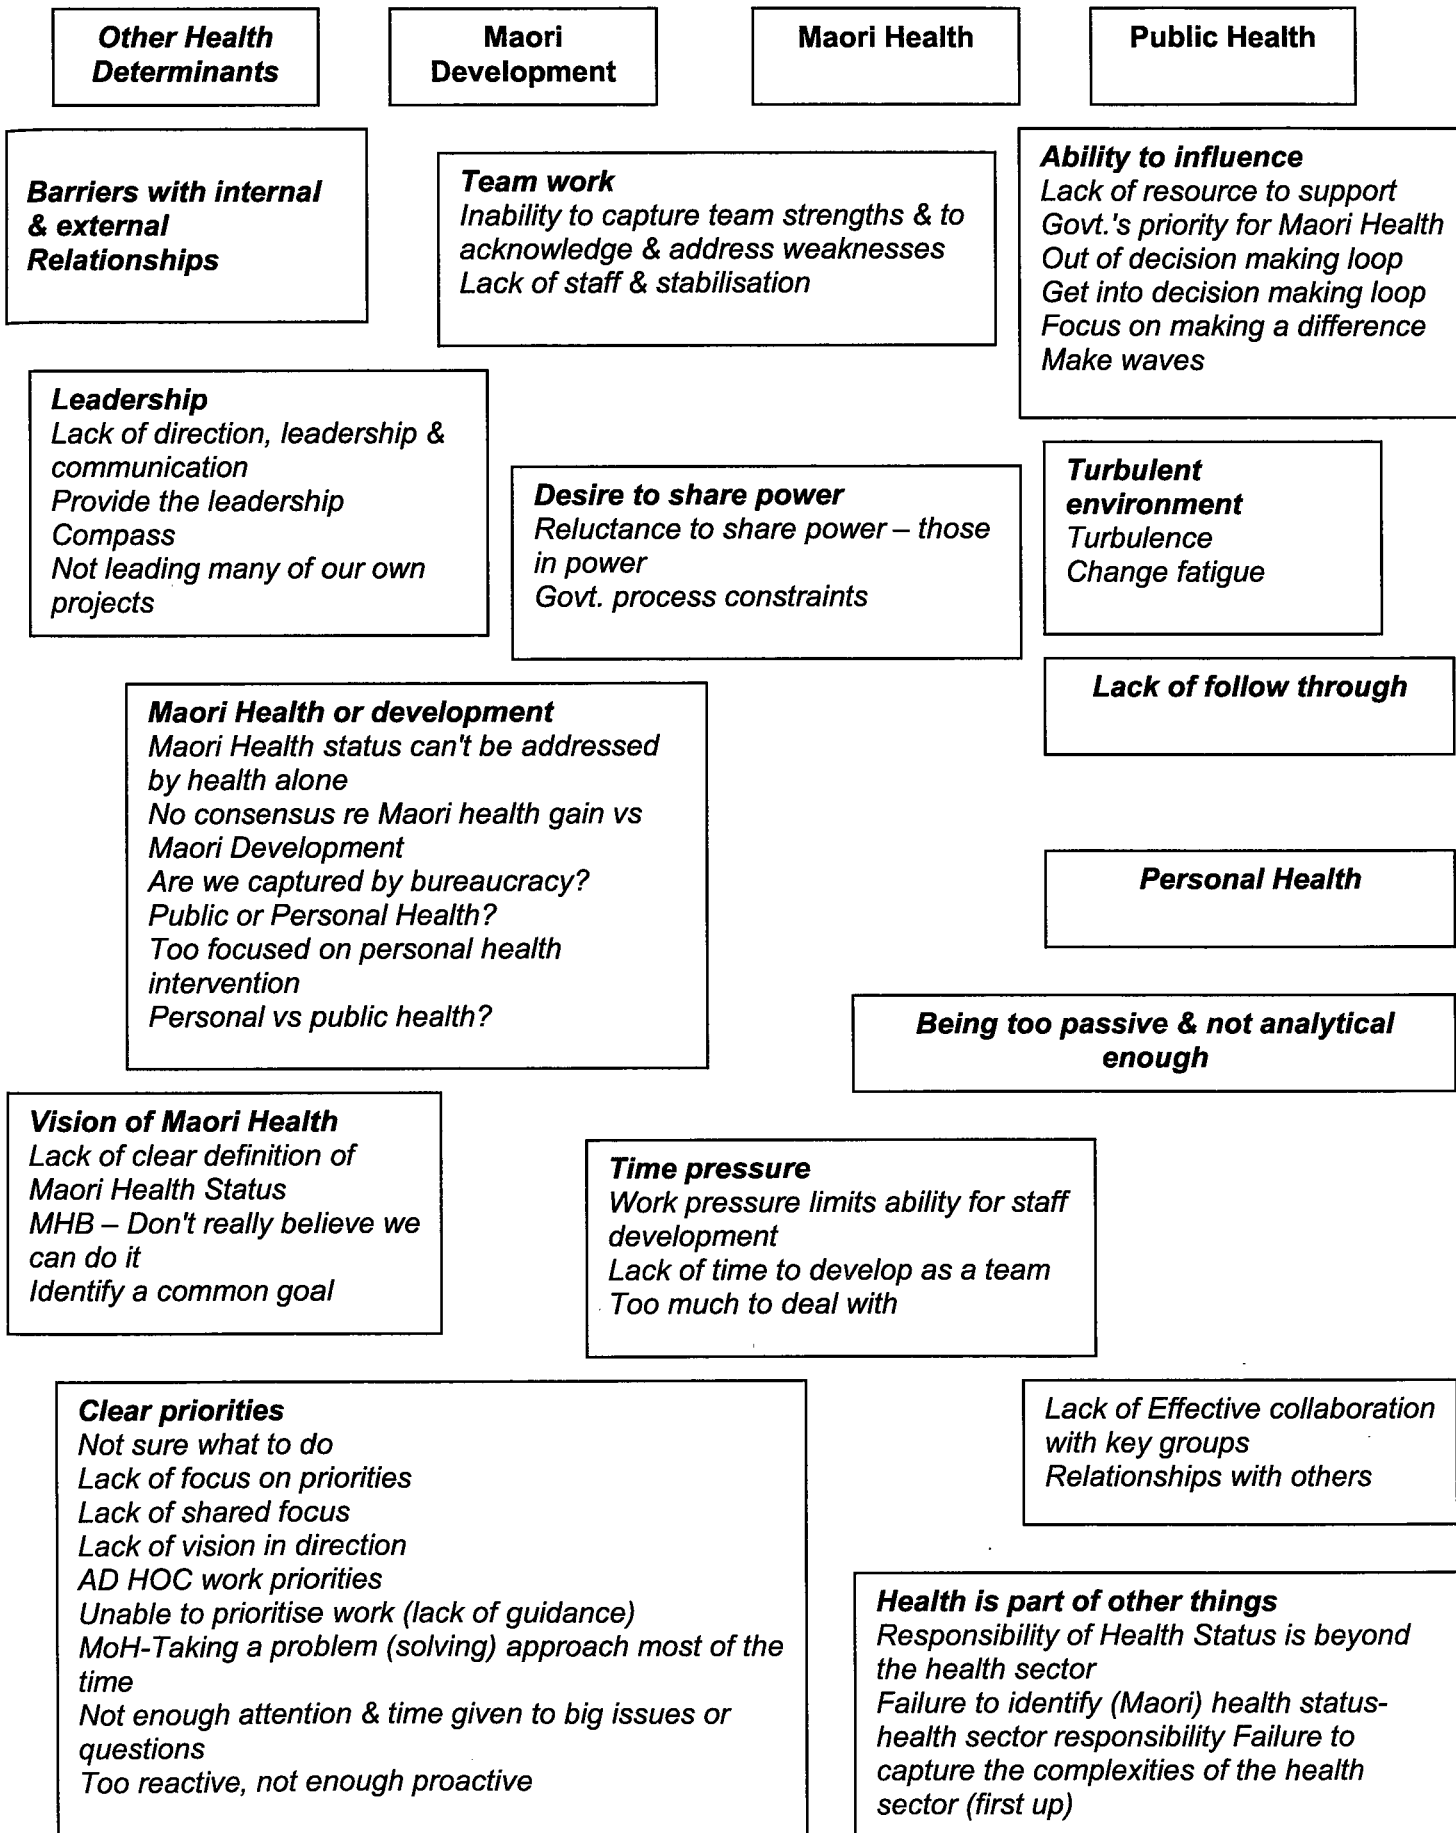 Other Health
Determinants
Maori
Development
Maori Health
Public Health
Barriers with internal
& external
Relationships
Team work
Inability to capture team strengths & to
acknowledge & address weaknesses
Lack of staff & stabilisation
Ability to influence
Lack of resource to support
Govt.'s priority for Maori Health
Out of decision making loop
Get into decision making loop
Focus on making a difference
Make waves
Leadership
Lack of direction, leadership &
communication
Provide the leadership
Compass
Not leading many of our own
projects
Desire to share power
Reluctance to share power – those
in power
Govt. process constraints
Turbulent
environment
Turbulence
Change fatigue
Lack of follow through
Maori Health or development
Maori Health status can't be addressed
by health alone
No consensus re Maori health gain vs
Maori Development
Are we captured by bureaucracy?
Public or Personal Health?
Too focused on personal health
intervention
Personal vs public health?
Personal Health
Being too passive & not analytical
enough
Vision of Maori Health
Lack of clear definition of
Maori Health Status
MHB – Don't really believe we
can do it
Identify a common goal
Time pressure
Work pressure limits ability for staff
development
Lack of time to develop as a team
Too much to deal with
Clear priorities
Not sure what to do
Lack of focus on priorities
Lack of shared focus
Lack of vision in direction
AD HOC work priorities
Unable to prioritise work (lack of guidance)
MoH-Taking a problem (solving) approach most of the
time
Not enough attention & time given to big issues or
questions
Too reactive, not enough proactive
Lack of Effective collaboration
with key groups
Relationships with others
Health is part of other things
Responsibility of Health Status is beyond
the health sector
Failure to identify (Maori) health status-
health sector responsibility Failure to
capture the complexities of the health
sector (first up)